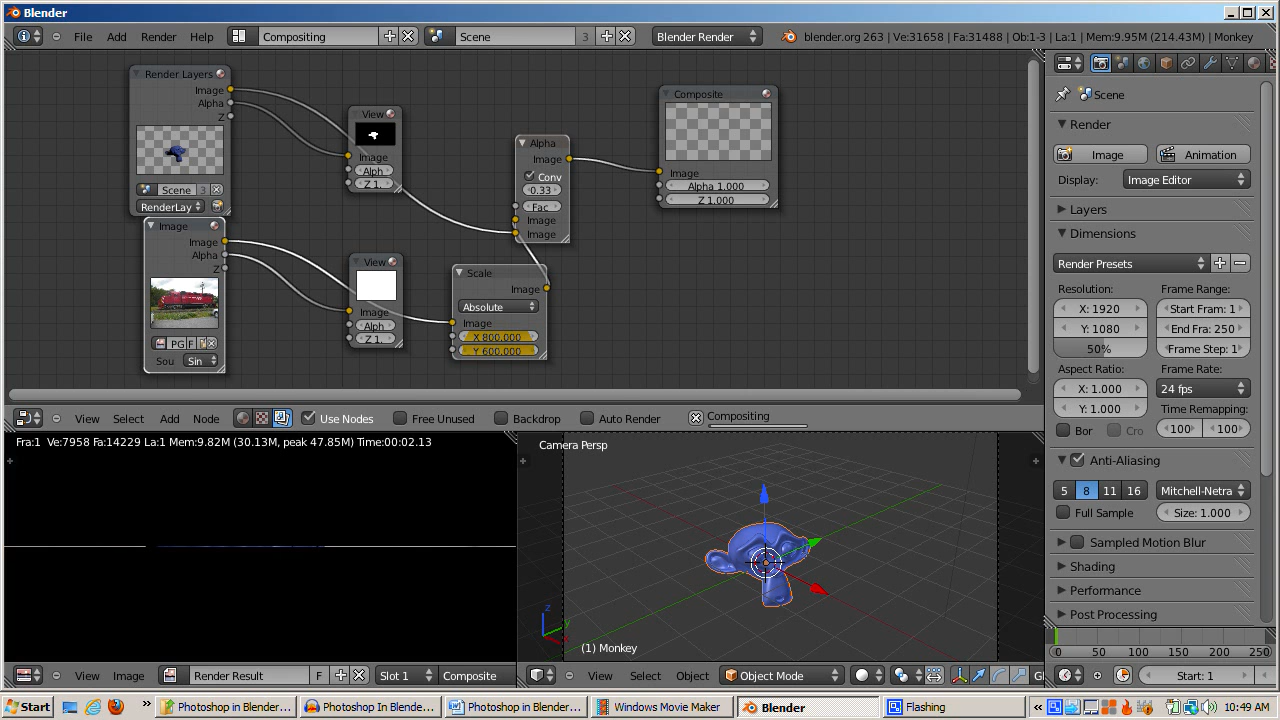 Blender
File Add Render Help Compositing Scene 3 Blender Render blender.org 263 | Ve:31658 | Fa:31488 | Ob:1-3 | La:1 | Mem:9.95M (214.43M) | Monkey
Render Layers
Image
Alpha
Z
Scene 3
RenderLay
Image
Image
Alpha
Z
PG F
Sou Sin
View
Image
Alph
Z 1.
View
Image
Alph
Z 1.
Scale
Image
Absolute
Image
X 800.000
Y 600.000
Alpha
Image
Conv
0.33
Fac
Image
Image
Composite
Image
Alpha 1.000
Z 1.000
View Select Add Node Use Nodes Free Unused Backdrop Auto Render Compositing
Scene
Render
Image Animation
Display: Image Editor
Layers
Dimensions
Render Presets
Resolution: Frame Range:
X: 1920 Start Fram: 1
Y: 1080 End Fra: 2.0
50% Frame Step: 1
Aspect Ratio: Frame Rate:
X: 1.000 24 fps
Y: 1.000 Time Remapping:
Bor Cro 100 100
Anti-Aliasing
5 8 11 16 Mitchell-Netra
Full Sample Size: 1.000
Sampled Motion Blur
Shading
Performance
Post Processing
0 50 100 150 200 250
Start: 1
Fra:1 Ve:7958 Fa:14229 La:1 Mem:9.82M (30.13M, peak 47.85M) Time:00:02.13
View Image Render Result F Slot 1 Composite
Camera Persp
z
y
x
(1) Monkey
View Select Object Object Mode G
Start Photoshop in Blender... Photoshop In Blende... Photoshop in Blender... Windows Movie Maker Blender Flashing 10:49 AM